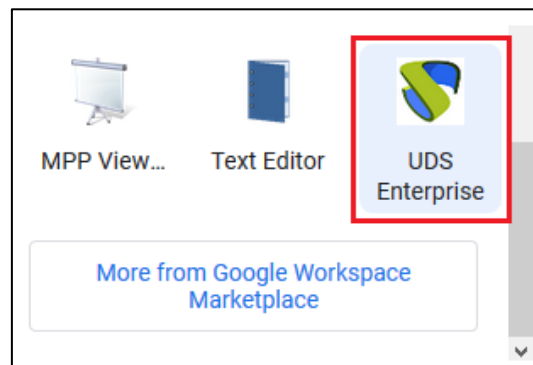 MPP View...
Text Editor
UDS
Enterprise
More from Google Workspace
Marketplace